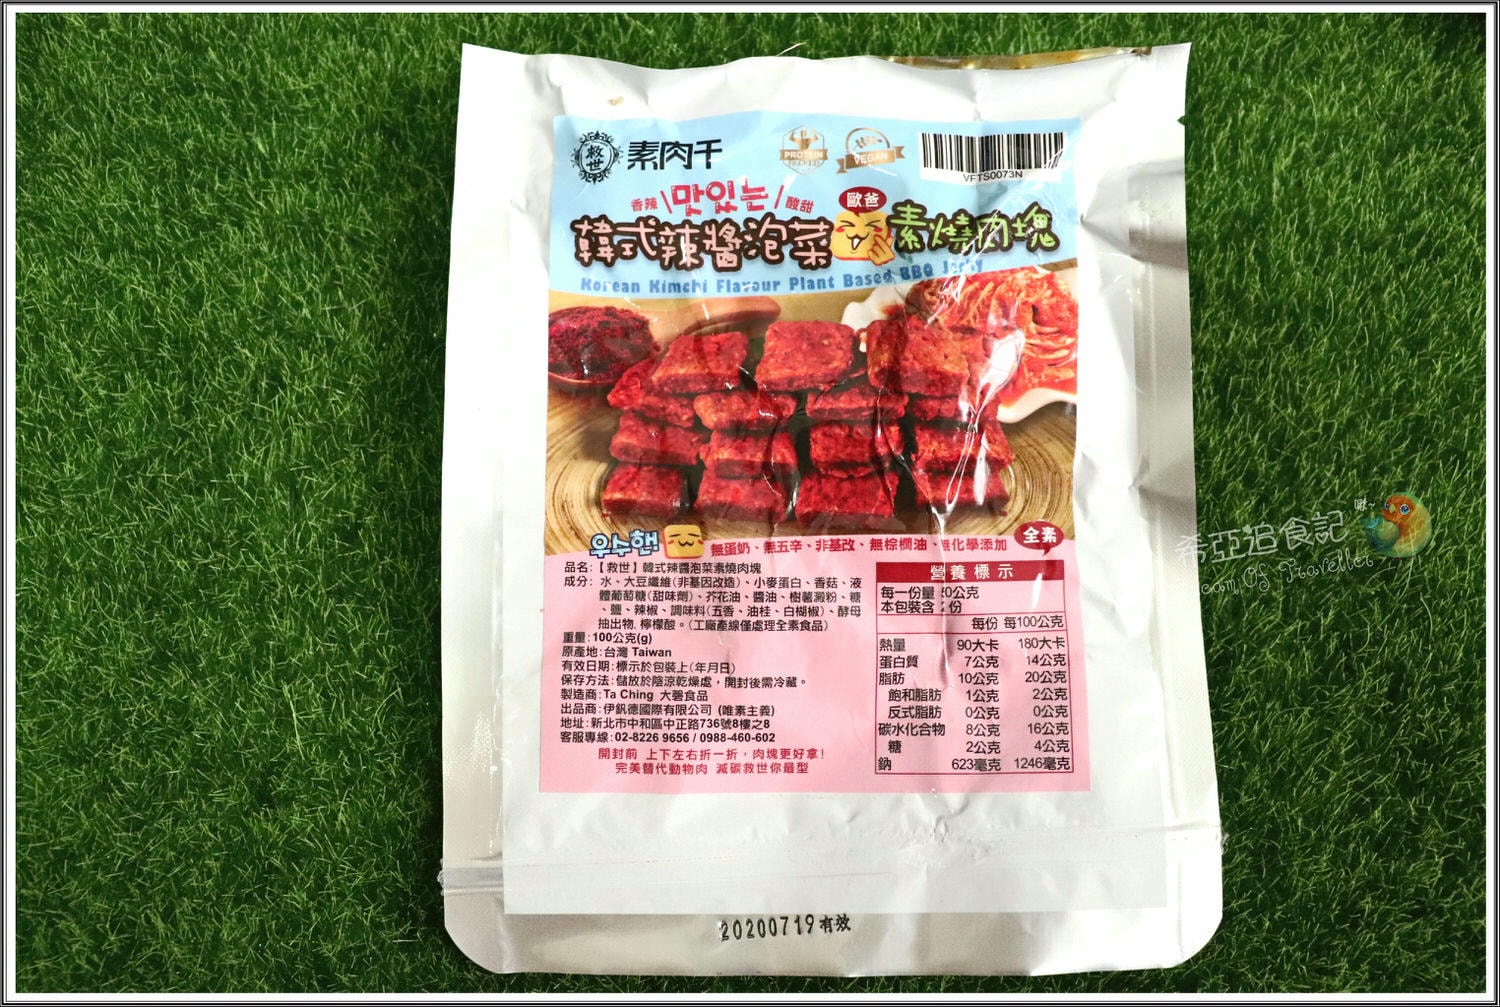 救世
素肉干
PROTEIN
VEGAN
VFTS0073N
香辣 맛있는 酸甜
歐爸
韓式辣醬泡菜 素燒肉塊
Korean Kimchi Flavour Plant Based BBQ Jerky
우수해!
無蛋奶、無五辛、非基改、無棕櫚油、無化學添加
全素
品名:【救世】韓式辣醬泡菜素燒肉塊
成分: 水、大豆纖維(非基因改造)、小麥蛋白、香菇、液
體葡萄糖(甜味劑)、芥花油、醬油、樹薯澱粉、糖
、鹽、辣椒、調味料(五香、油桂、白楜椒)、酵母
抽出物. 檸檬酸。(工廠產線僅處理全素食品)
重量:100公克(g)
原產地:台灣 Taiwan
有效日期:標示於包裝上(年月日)
保存方法:儲放於陰涼乾燥處，開封後需冷藏。
製造商:Ta Ching 大磬食品
出品商:伊釩德國際有限公司 (唯素主義)
地址:新北市中和區中正路736號8樓之8
客服專線:02-8226 9656 / 0988-460-602
開封前 上下左右折一折，肉塊更好拿!
完美替代動物肉 減碳救世你最型
營養標示
每一份量 0公克
本包裝含 份
每份 每100公克
熱量 90大卡 180大卡
蛋白質 7公克 14公克
脂肪 10公克 20公克
飽和脂肪 1公克 2公克
反式脂肪 0公克 0公克
碳水化合物 8公克 16公克
糖 2公克 4公克
鈉 623毫克 1246毫克
20200719有效
希亞追食記
Of Traveller